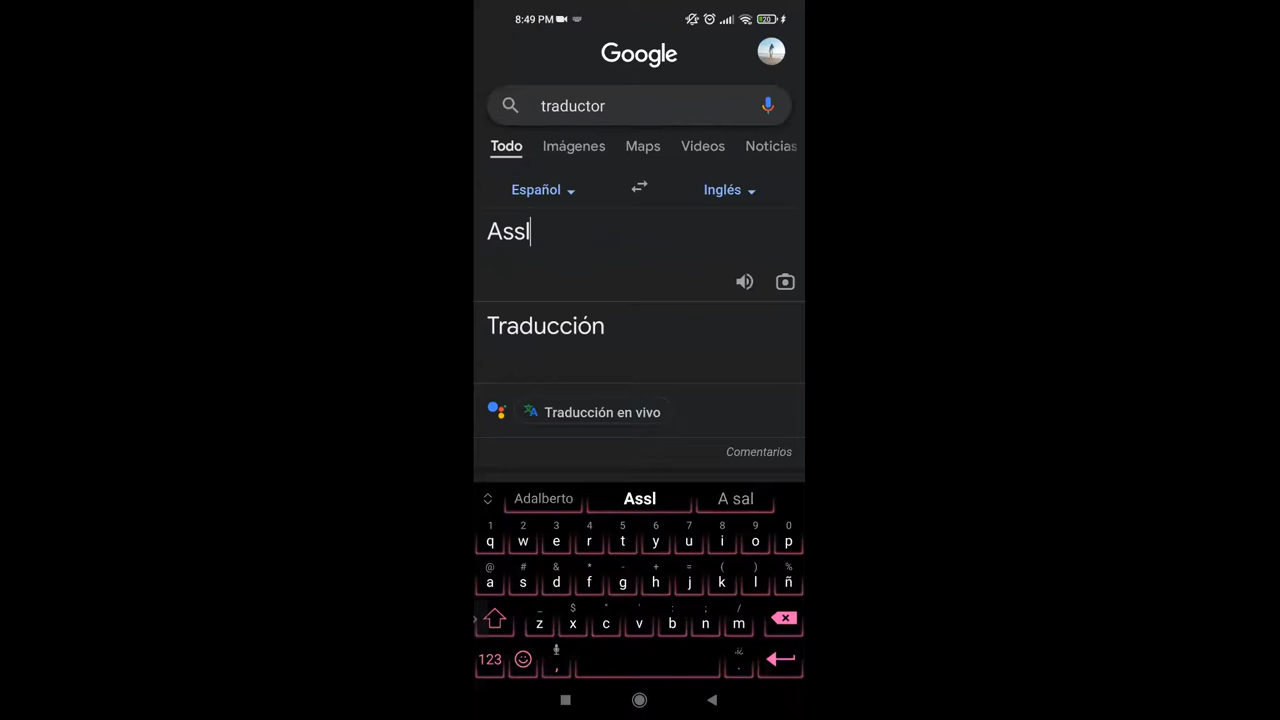 8:49 PM 20
Google
traductor
Todo Imágenes Maps Videos Noticias
Español Inglés
Assl
Traducción
Traducción en vivo
Comentarios
Adalberto Assl A sal
1 2 3 4 5 6 7 8 9 0
q w e r t y u i o p
@ # & * - + = ( ) %
a s d f g h j k l ñ
_ $ " ' : ; /
z x c v b n m
123 , .